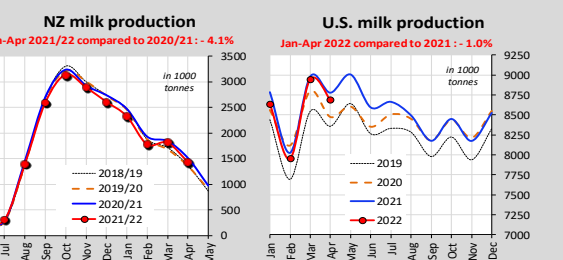 NZ milk production
-Apr 2021/22 compared to 2020/21 : - 4.1%
in 1000
tonnes
3500
3000
2500
2000
1500
1000
500
0
2018/19
2019/20
2020/21
2021/22
Jul
Aug
Sep
Oct
Nov
Dec
Jan
Feb
Mar
Apr
May
U.S. milk production
Jan-Apr 2022 compared to 2021 : - 1.0%
in 1000
tonnes
9250
9000
8750
8500
8250
8000
7750
7500
7250
7000
2019
2020
2021
2022
Jan
Feb
Mar
Apr
May
Jun
Jul
Aug
Sep
Oct
Nov
Dec